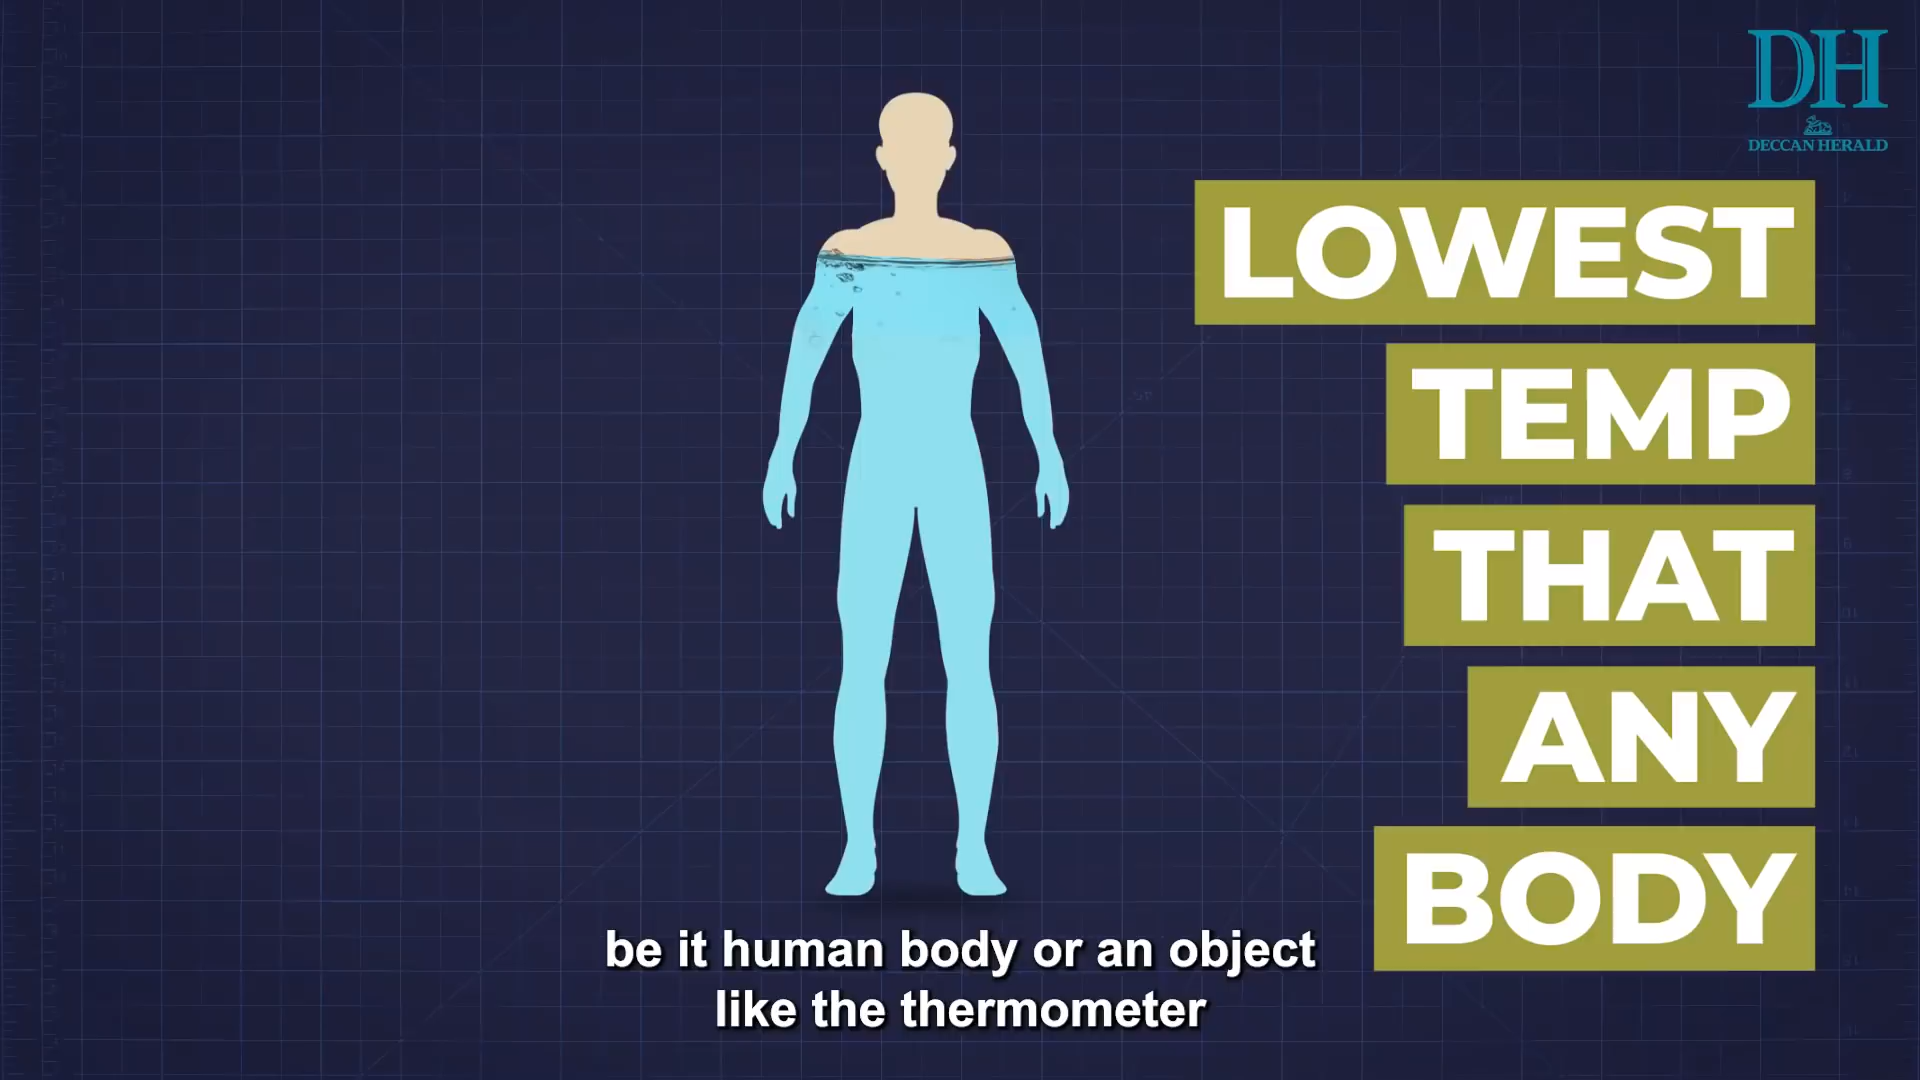 DH
DECCAN HERALD
LOWEST
TEMP
THAT
ANY
BODY
be it human body or an object
like the thermometer